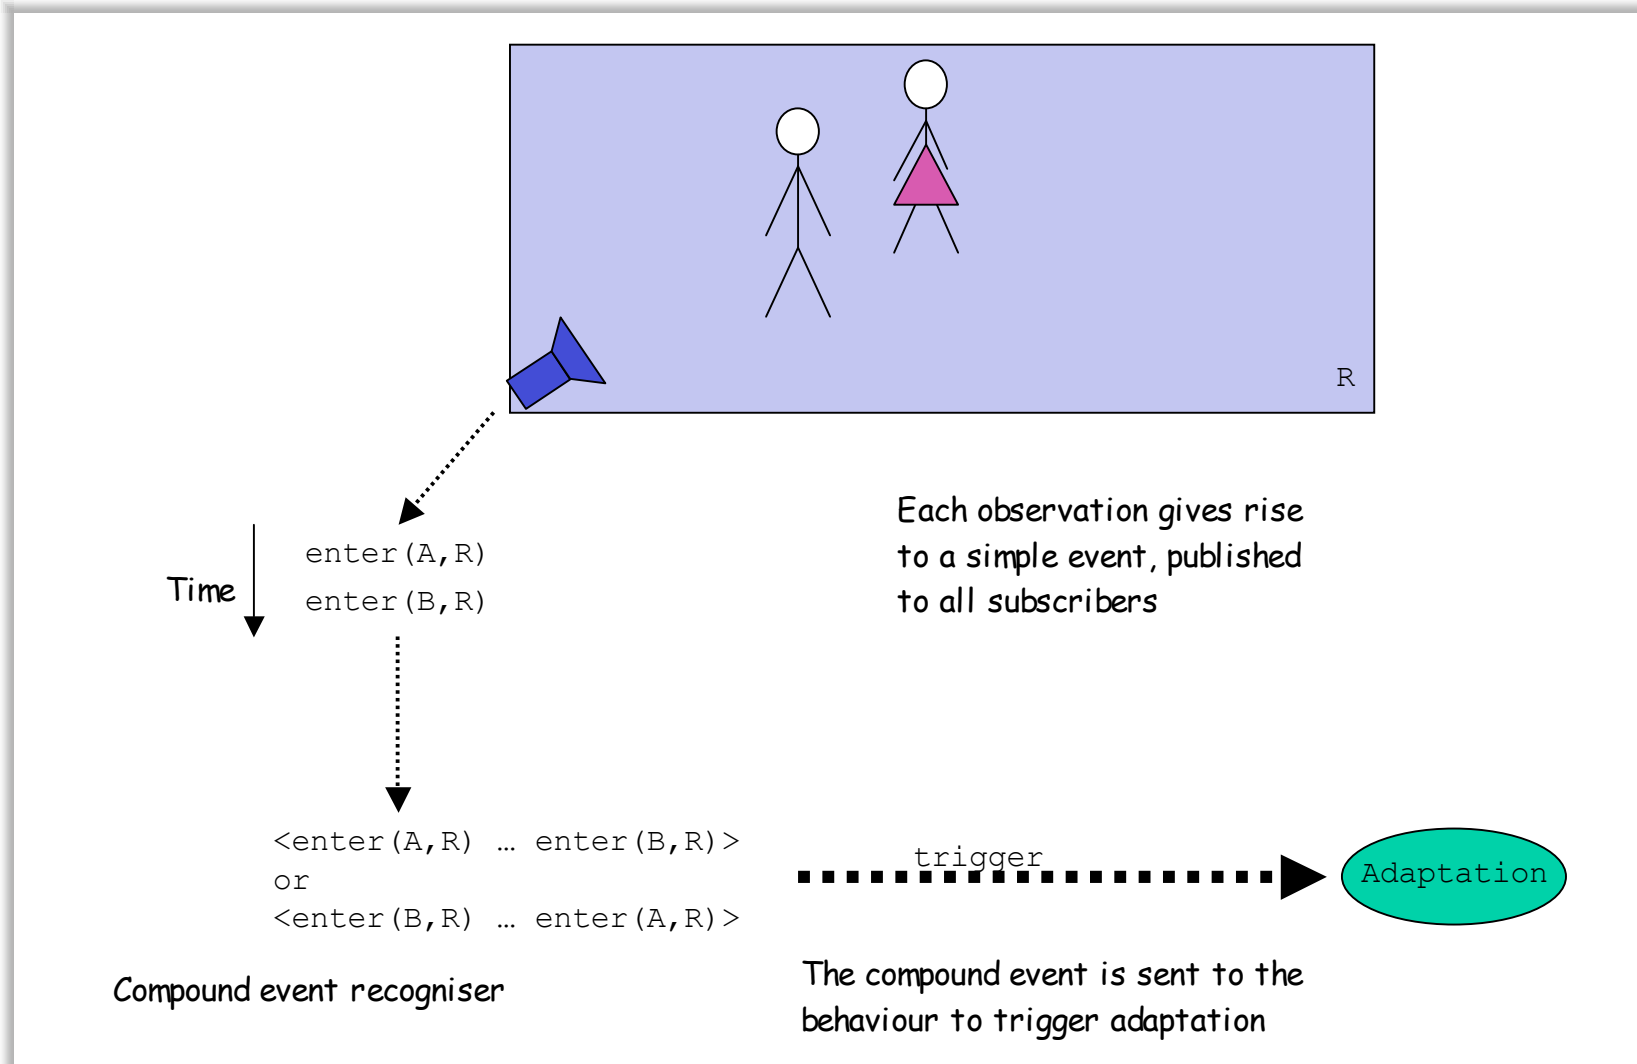 R
Each observation gives rise
to a simple event, published
to all subscribers
Time
enter(A,R)
enter(B,R)
<enter(A,R) … enter(B,R)>
or
<enter(B,R) … enter(A,R)>
trigger
Adaptation
Compound event recogniser
The compound event is sent to the
behaviour to trigger adaptation